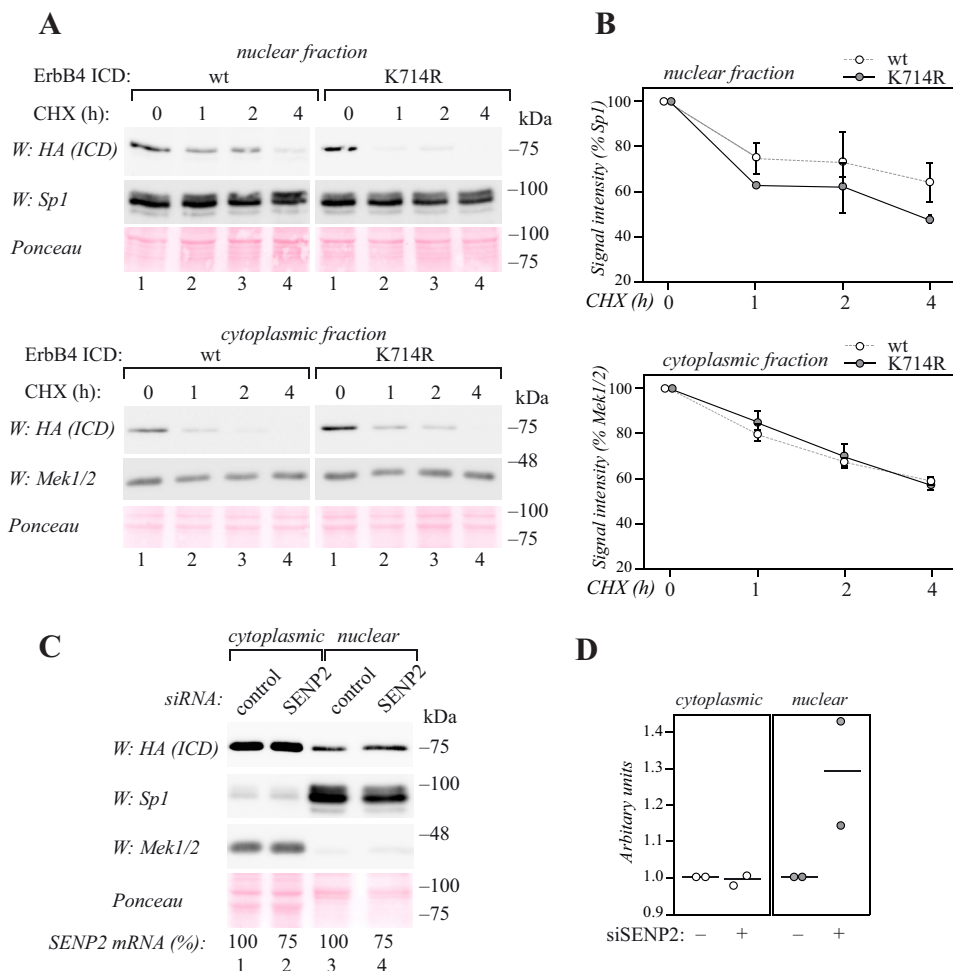 A
nuclear fraction
ErbB4 ICD: wt K714R
CHX (h): 0 1 2 4 0 1 2 4 kDa
W: HA (ICD) –75
W: Sp1 –100
Ponceau –100
–75
1 2 3 4 1 2 3 4
cytoplasmic fraction
ErbB4 ICD: wt K714R
CHX (h): 0 1 2 4 0 1 2 4 kDa
W: HA (ICD) –75
W: Mek1/2 –48
Ponceau –100
–75
1 2 3 4 1 2 3 4
B
wt
K714R
nuclear fraction
Signal intensity (% Sp1)
100
80
60
40
20
CHX (h) 0 1 2 4
wt
K714R
cytoplasmic fraction
Signal intensity (% Mek1/2)
100
80
60
40
20
CHX (h) 0 1 2 4
C
cytoplasmic nuclear
siRNA: control SENP2 control SENP2
kDa
W: HA (ICD) –75
W: Sp1 –100
W: Mek1/2 –48
Ponceau –100
–75
SENP2 mRNA (%): 100 75 100 75
1 2 3 4
D
cytoplasmic nuclear
Arbitary units
1.4
1.3
1.2
1.1
1.0
0.9
siSENP2: – + – +